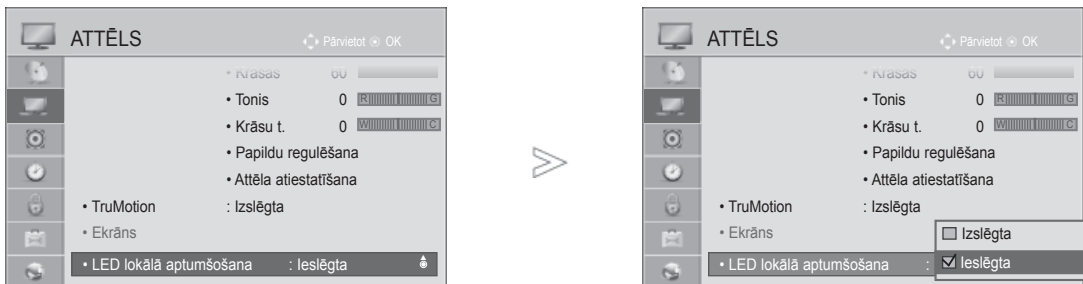 ATTĒLS Pārvietot OK
• Krāsas 60
• Tonis 0 R G
• Krāsu t. 0 W C
• Papildu regulēšana
• Attēla atiestatīšana
• TruMotion : Izslēgta
• Ekrāns
• LED lokālā aptumšošana : Ieslēgta
ATTĒLS Pārvietot OK
• Krāsas 60
• Tonis 0 R G
• Krāsu t. 0 W C
• Papildu regulēšana
• Attēla atiestatīšana
• TruMotion : Izslēgta
• Ekrāns
Izslēgta
• LED lokālā aptumšošana :
Ieslēgta